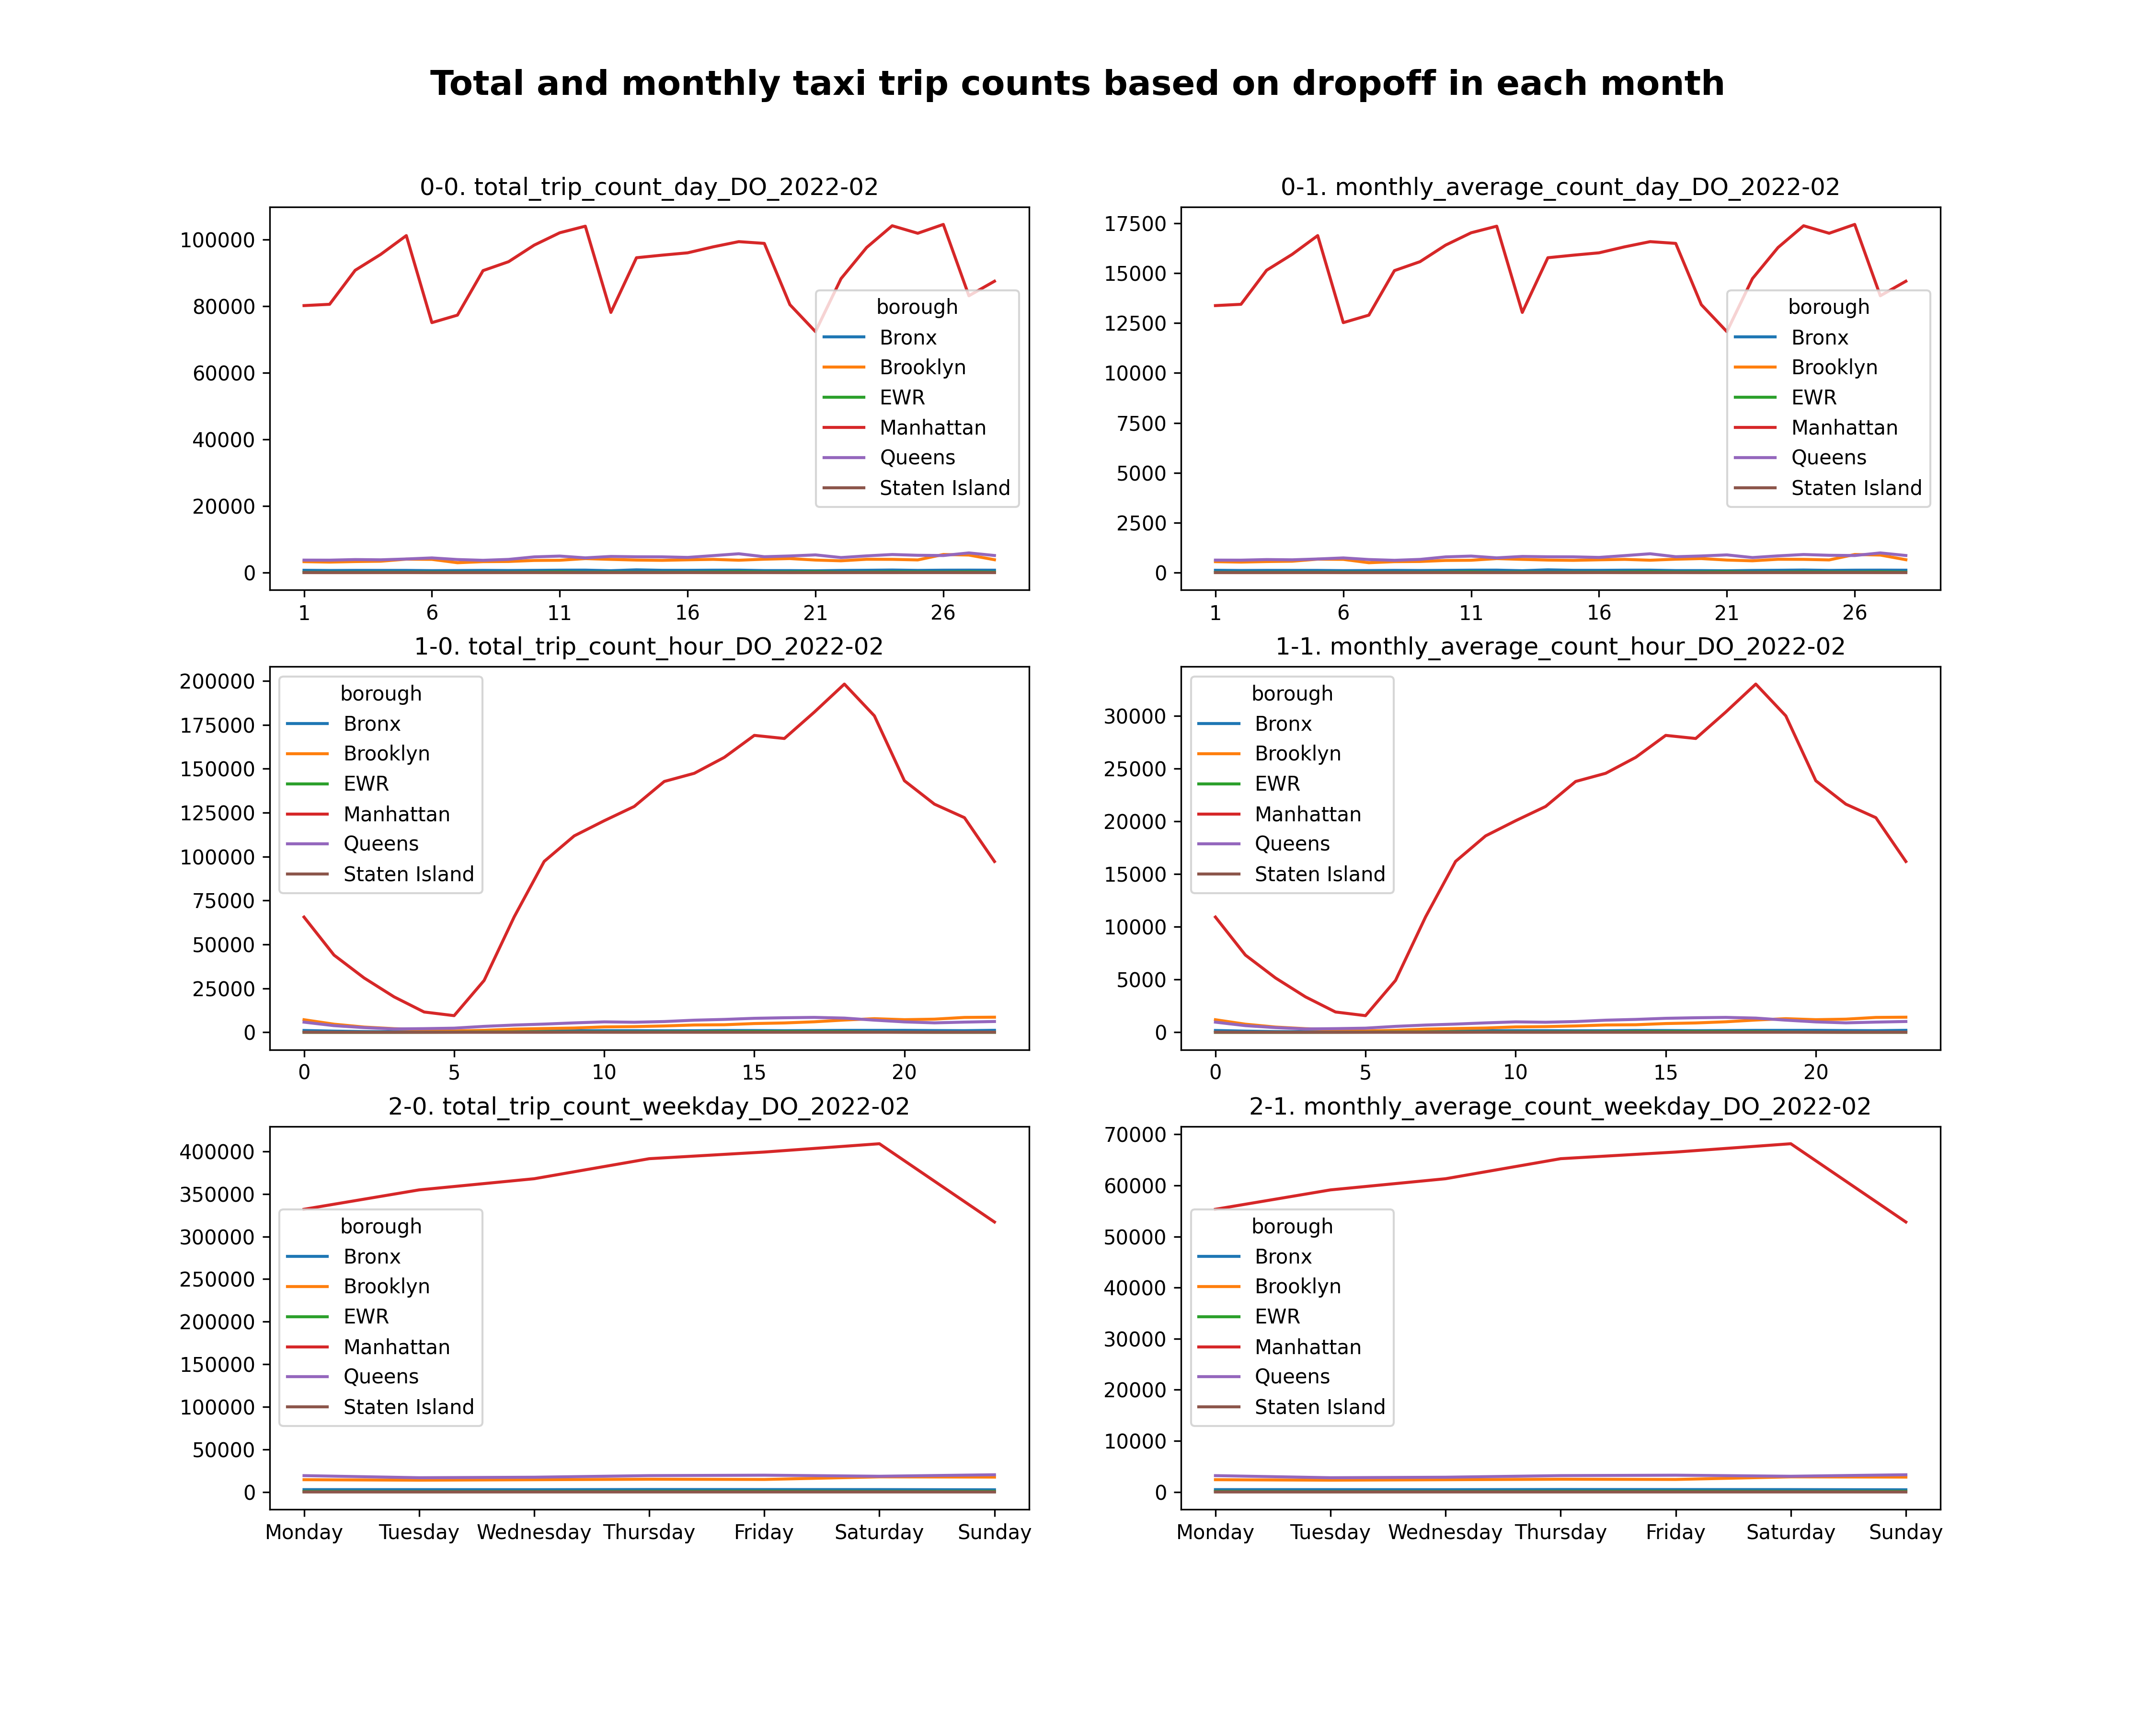 Total and monthly taxi trip counts based on dropoff in each month
0-0. total_trip_count_day_DO_2022-02
100000
80000
60000
40000
20000
0
borough
Bronx
Brooklyn
EWR
Manhattan
Queens
Staten Island
1 6 11 16 21 26
0-1. monthly_average_count_day_DO_2022-02
17500
15000
12500
10000
7500
5000
2500
0
borough
Bronx
Brooklyn
EWR
Manhattan
Queens
Staten Island
1 6 11 16 21 26
1-0. total_trip_count_hour_DO_2022-02
200000
175000
150000
125000
100000
75000
50000
25000
0
borough
Bronx
Brooklyn
EWR
Manhattan
Queens
Staten Island
0 5 10 15 20
1-1. monthly_average_count_hour_DO_2022-02
30000
25000
20000
15000
10000
5000
0
borough
Bronx
Brooklyn
EWR
Manhattan
Queens
Staten Island
0 5 10 15 20
2-0. total_trip_count_weekday_DO_2022-02
400000
350000
300000
250000
200000
150000
100000
50000
0
borough
Bronx
Brooklyn
EWR
Manhattan
Queens
Staten Island
Monday Tuesday Wednesday Thursday Friday Saturday Sunday
2-1. monthly_average_count_weekday_DO_2022-02
70000
60000
50000
40000
30000
20000
10000
0
borough
Bronx
Brooklyn
EWR
Manhattan
Queens
Staten Island
Monday Tuesday Wednesday Thursday Friday Saturday Sunday